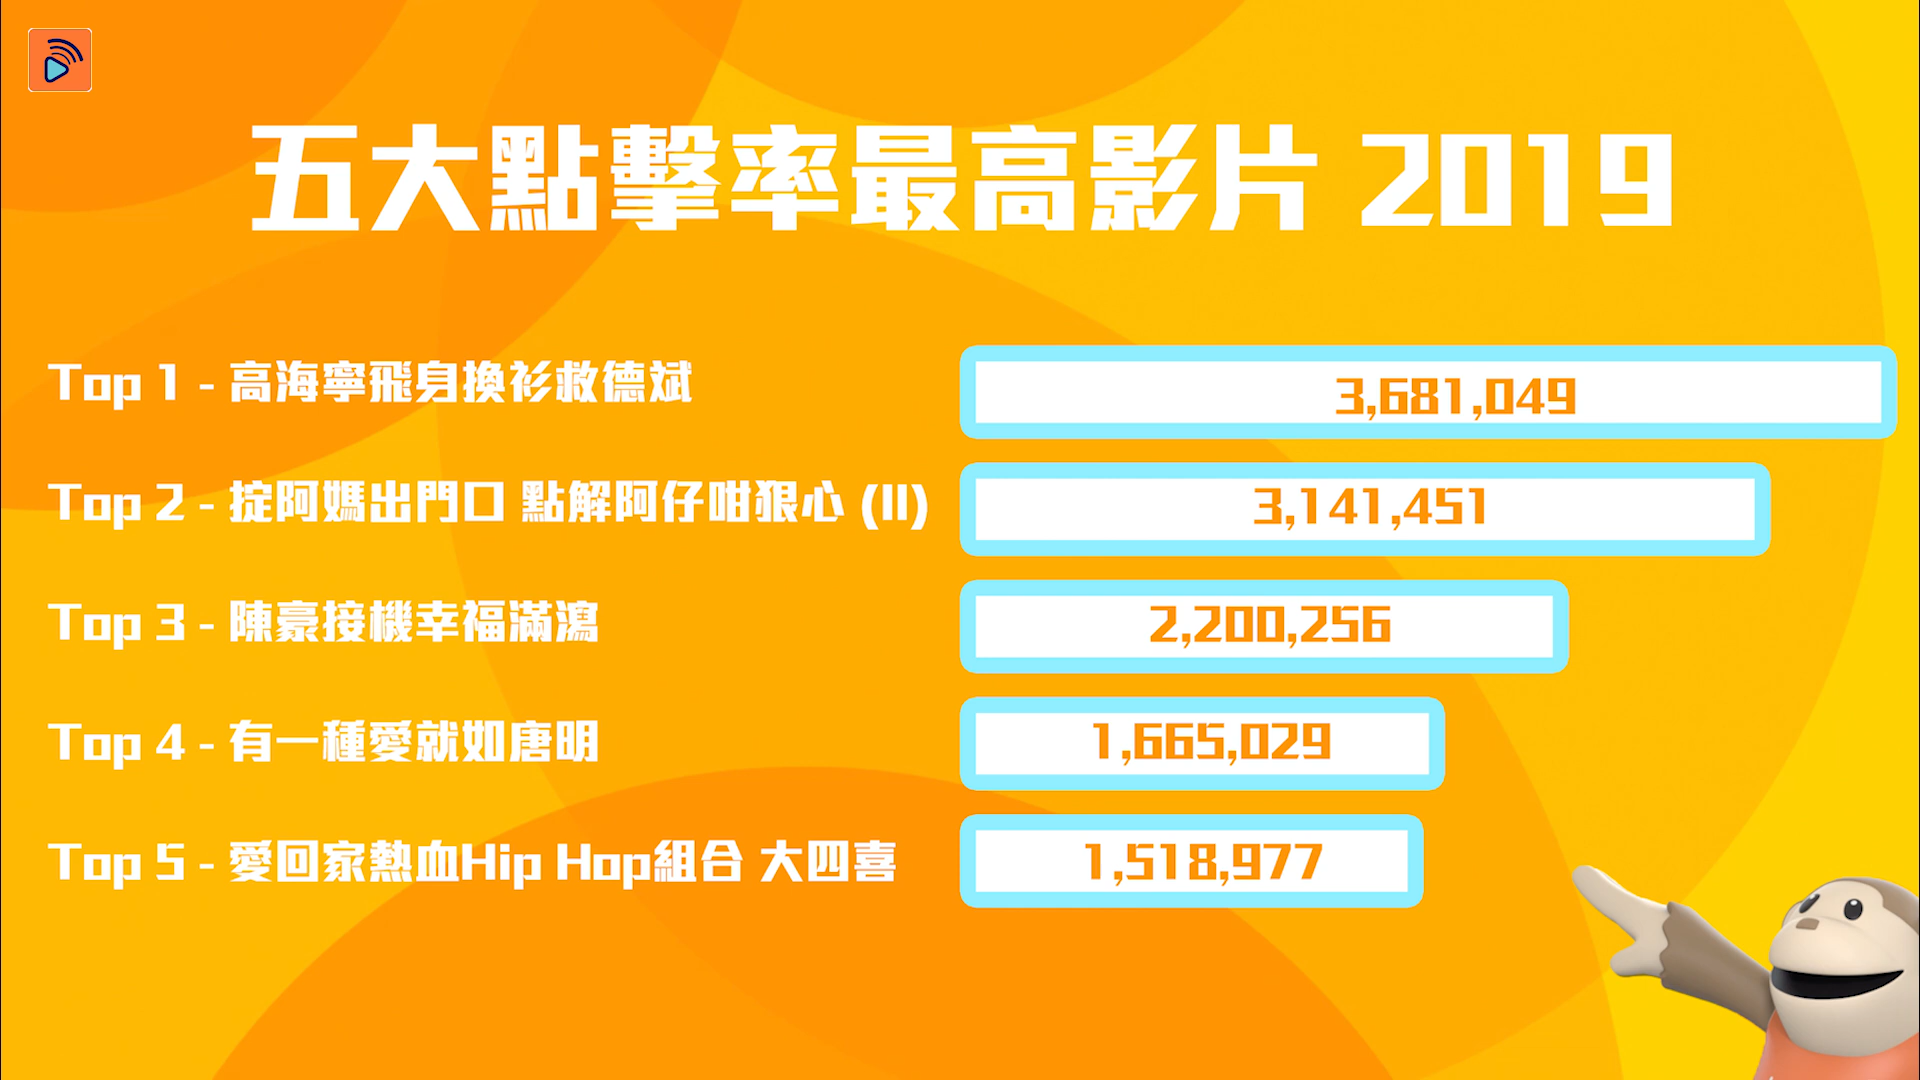 五大點擊率最高影片 2019
Top 1 - 高海寧飛身換衫救德斌
3,681,049
Top 2 - 掟阿媽出門口 點解阿仔咁狠心 (II)
3,141,451
Top 3 - 陳豪接機幸福滿瀉
2,200,256
Top 4 - 有一種愛就如唐明
1,665,029
Top 5 - 愛回家熱血Hip Hop組合 大四喜
1,518,977